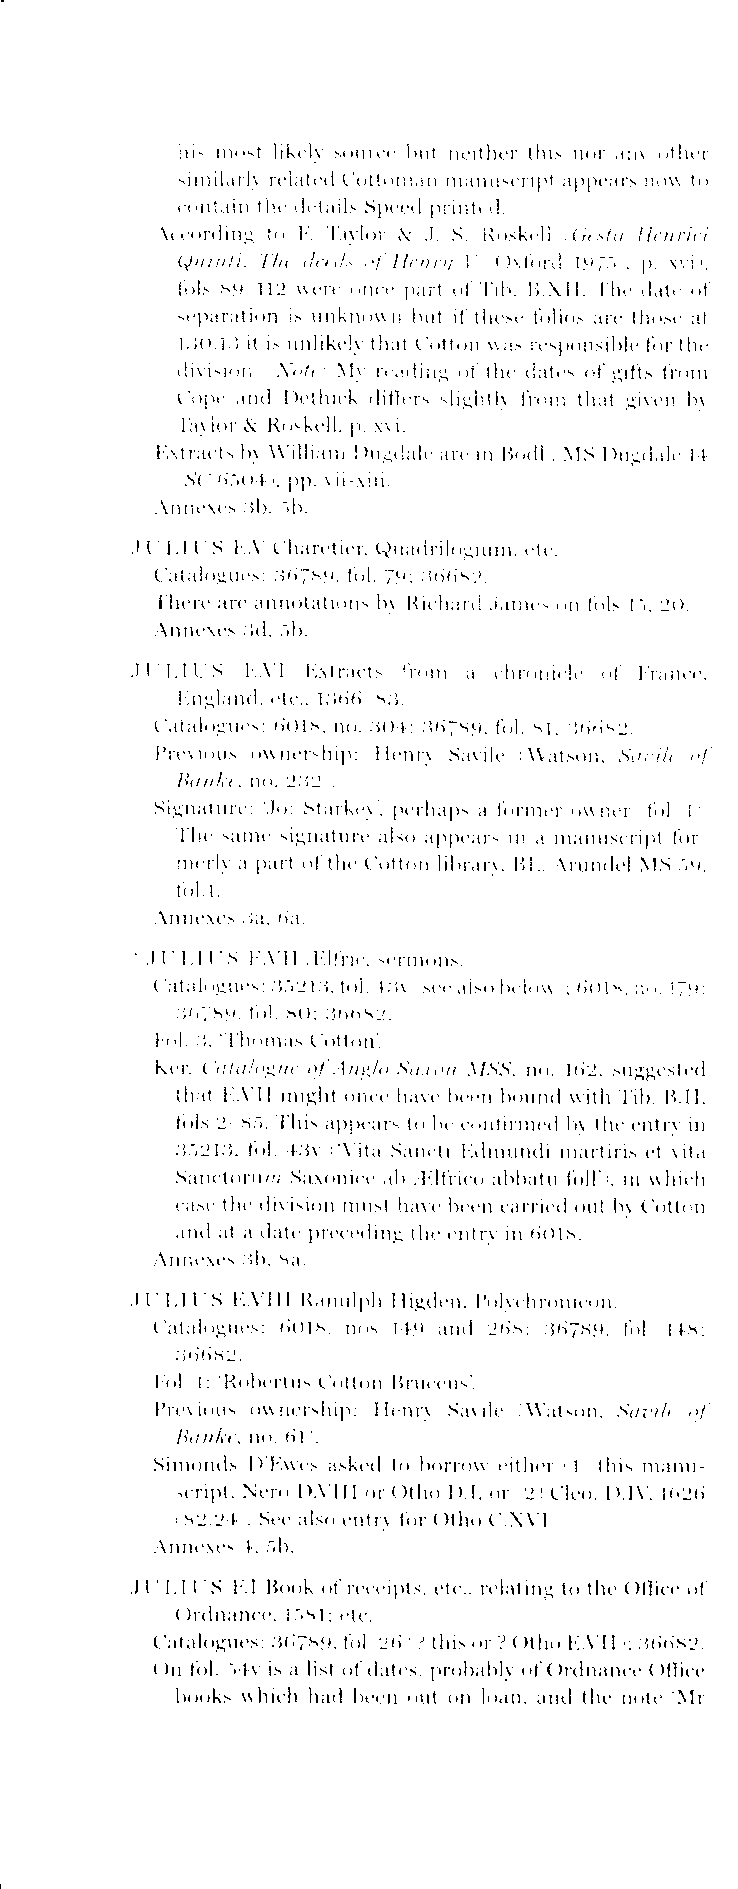 his most likely source but neither this nor any other
similarly related Cottonian manuscript appears now to
contain the details Speed printed.
According to F. Taylor & J. S. Roskell (Gesta Henrici
Quinti. The deeds of Henry V (Oxford 1975), p. xvi),
fols 89-112 were once part of Tib. B.XII. The date of
separation is unknown but if these folios are those at
130.13 it is unlikely that Cotton was responsible for the
division. (Note: My reading of the dates of gifts from
Cope and Dethick differs slightly from that given by
Taylor & Roskell, p. xvi.
Extracts by William Dugdale are in Bodl., MS Dugdale 14
(SC 6504), pp. vii-xiii.
Annexes 3b, 5b.
JULIUS E.V Charetier, Quadrilogium, etc.
Catalogues: 36789, fol. 79; 36682.
There are annotations by Richard James on fols 15, 20.
Annexes 3d, 5b.
JULIUS E.VI Extracts from a chronicle of France,
England, etc., 1366-83.
Catalogues: 6018, no. 304; 36789, fol. 81; 36682.
Previous ownership: Henry Savile (Watson, Savile of
Banke, no. 232).
Signature: 'Jo: Starkey', perhaps a former owner (fol. 1).
The same signature also appears in a manuscript for-
merly a part of the Cotton library, BL, Arundel MS 59,
fol.1.
Annexes 3a, 6a.
*JULIUS E.VII Ælfric, sermons.
Catalogues: 35213, fol. 43v (see also below); 6018, no. 179;
36789, fol. 80; 36682.
Fol. 3, 'Thomas Cotton'.
Ker, Catalogue of Anglo-Saxon MSS, no. 162, suggested
that E.VII might once have been bound with Tib. B.II,
fols 2-85. This appears to be confirmed by the entry in
35213, fol. 43v ('Vita Sancti Edmundi martiris et vita
Sanctorum Saxonice ab Ælfrico abbatu foll'), in which
case the division must have been carried out by Cotton
and at a date preceding the entry in 6018.
Annexes 3b, 8a.
JULIUS E.VIII Ranulph Higden, Polychronicon.
Catalogues: 6018, nos 149 and 268; 36789, fol. 148;
36682.
Fol. 1: 'Robertus Cotton Bruceus'.
Previous ownership: Henry Savile (Watson, Savile of
Banke, no. 61).
Simonds D'Ewes asked to borrow either (1) this manu-
script, Nero D.VIII or Otho D.I, or (2) Cleo. D.IV, 1626
(82.24). See also entry for Otho C.XVI.
Annexes 4, 5b.
JULIUS F.I Book of receipts, etc., relating to the Office of
Ordnance, 1581; etc.
Catalogues: 36789, fol. 26 (? this or ? Otho E.VII); 36682.
On fol. 54v is a list of dates, probably of Ordnance Office
books which had been out on loan, and the note 'Mr